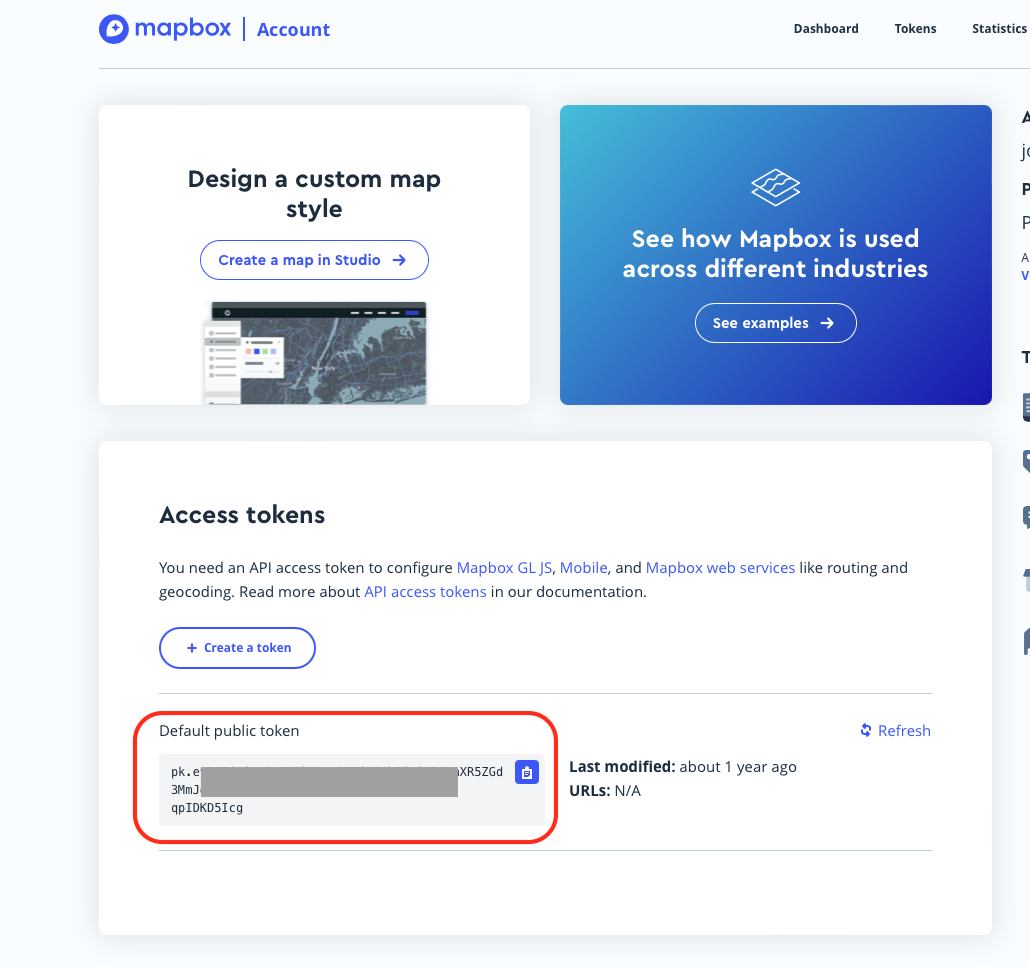 mapbox | Account
Dashboard
Tokens
Statistics
Design a custom map
style
Create a map in Studio →
New York
See how Mapbox is used
across different industries
See examples →
Access tokens
You need an API access token to configure Mapbox GL JS, Mobile, and Mapbox web services like routing and
geocoding. Read more about API access tokens in our documentation.
+ Create a token
Default public token
Refresh
XR5ZGd
3MmJ
qpIDKD5Icg
Last modified: about 1 year ago
URLs: N/A